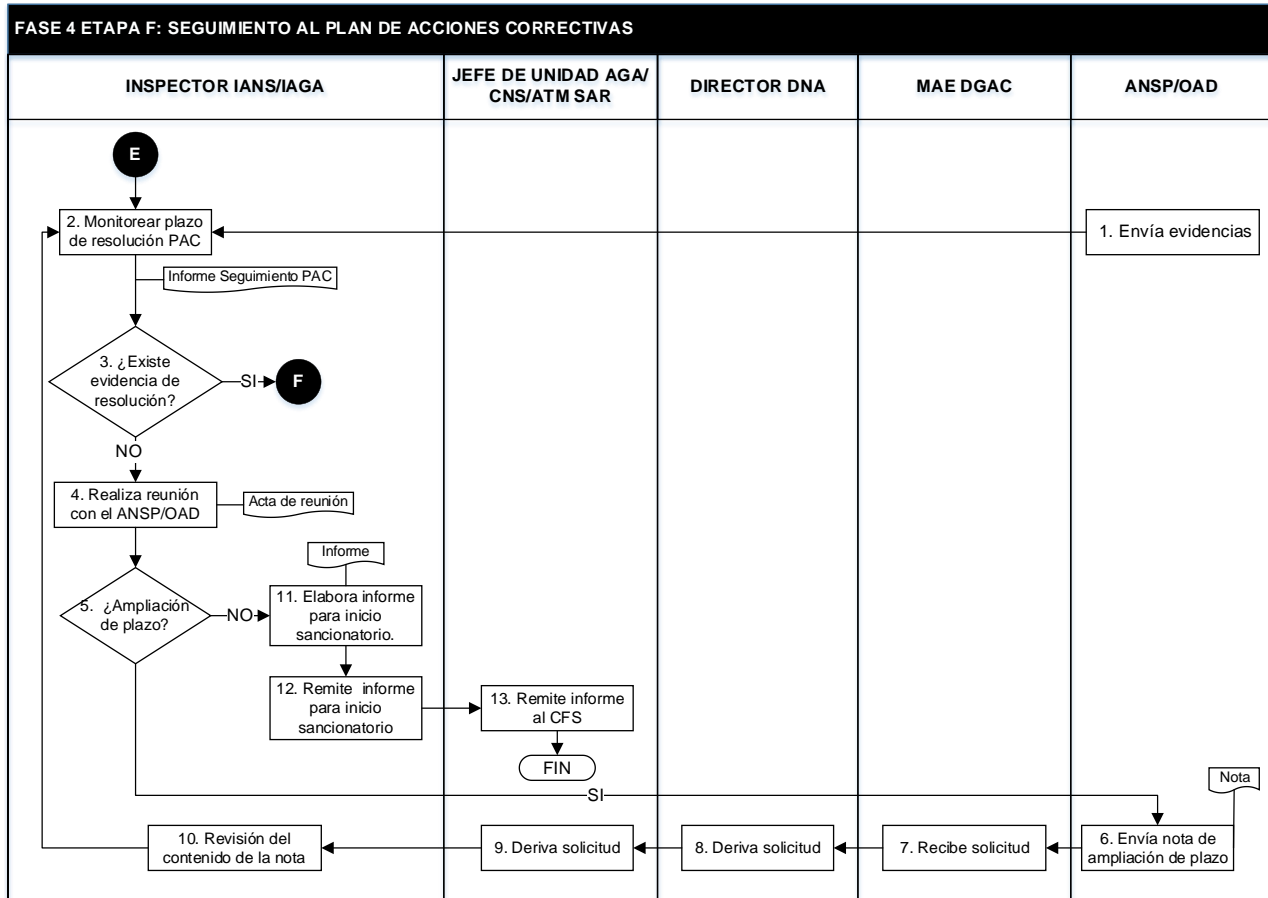 FASE 4 ETAPA F: SEGUIMIENTO AL PLAN DE ACCIONES CORRECTIVAS
INSPECTOR IANS/IAGA
JEFE DE UNIDAD AGA/
CNS/ATM SAR
DIRECTOR DNA
MAE DGAC
ANSP/OAD
E
2. Monitorear plazo
de resolución PAC
1. Envía evidencias
Informe Seguimiento PAC
3. ¿Existe
evidencia de
resolución?
SI
F
NO
4. Realiza reunión
con el ANSP/OAD
Acta de reunión
Informe
5. ¿Ampliación
de plazo?
NO
11. Elabora informe
para inicio
sancionatorio.
12. Remite informe
para inicio
sancionatorio
13. Remite informe
al CFS
FIN
SI
Nota
10. Revisión del
contenido de la nota
9. Deriva solicitud
8. Deriva solicitud
7. Recibe solicitud
6. Envía nota de
ampliación de plazo